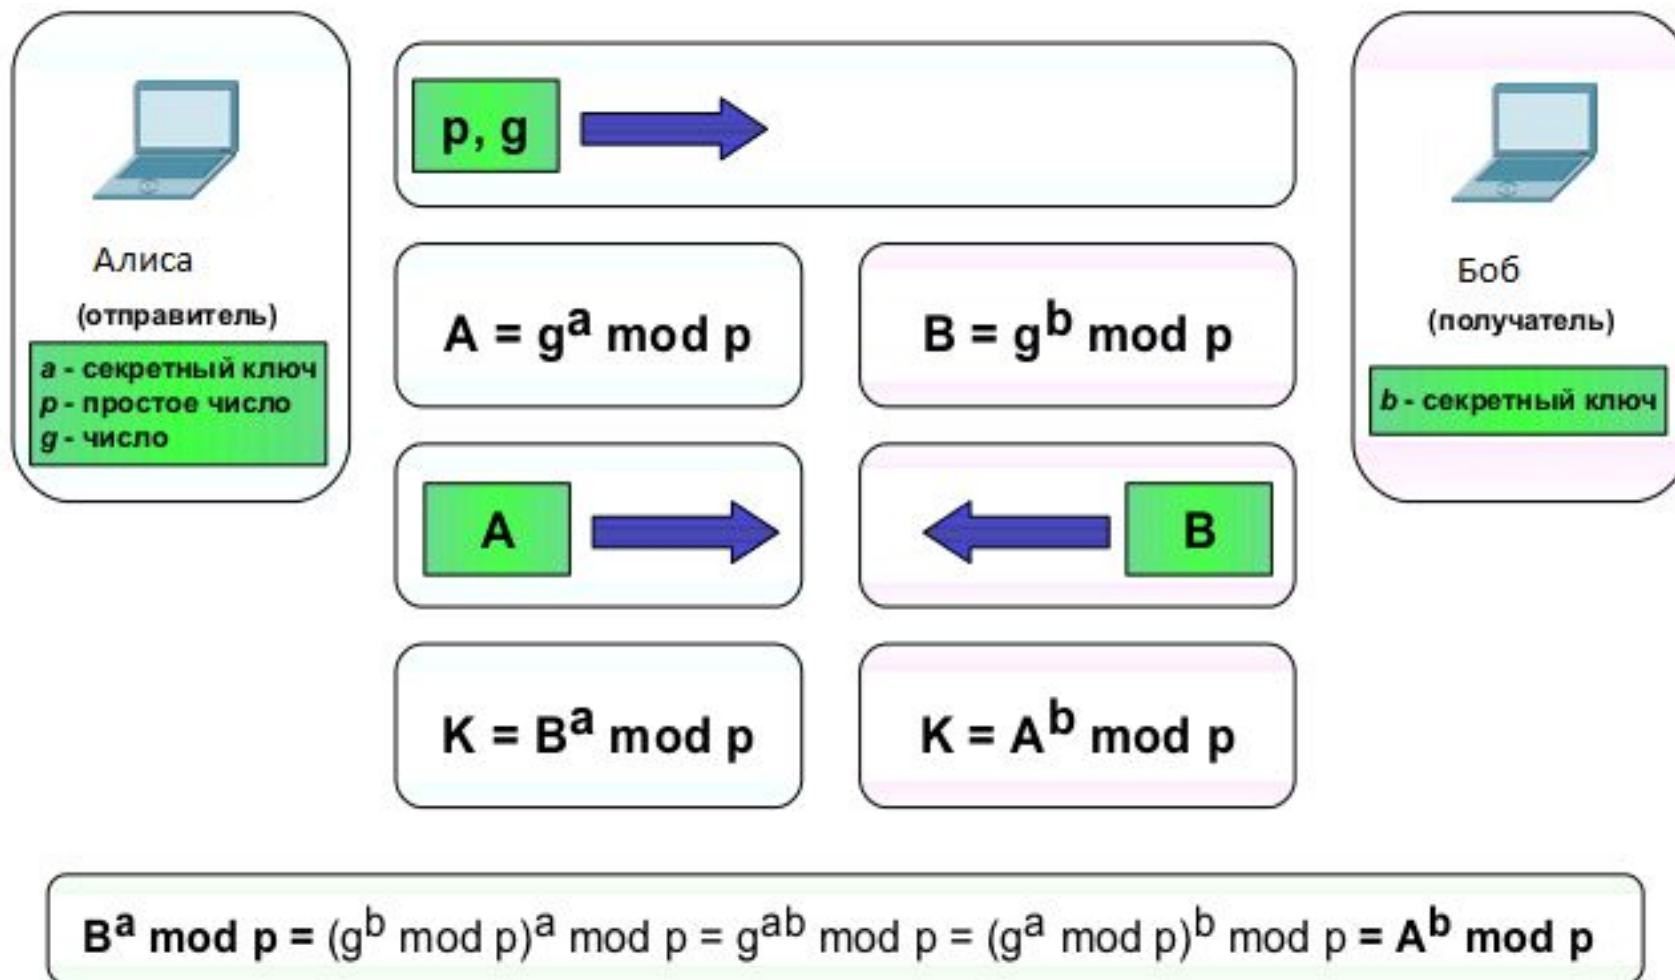 p, g
Алиса
(отправитель)
a - секретный ключ
p - простое число
g - число
Боб
(получатель)
b - секретный ключ
A = g^a mod p
B = g^b mod p
A
B
K = B^a mod p
K = A^b mod p
B^a mod p = (g^b mod p)^a mod p = g^ab mod p = (g^a mod p)^b mod p = A^b mod p